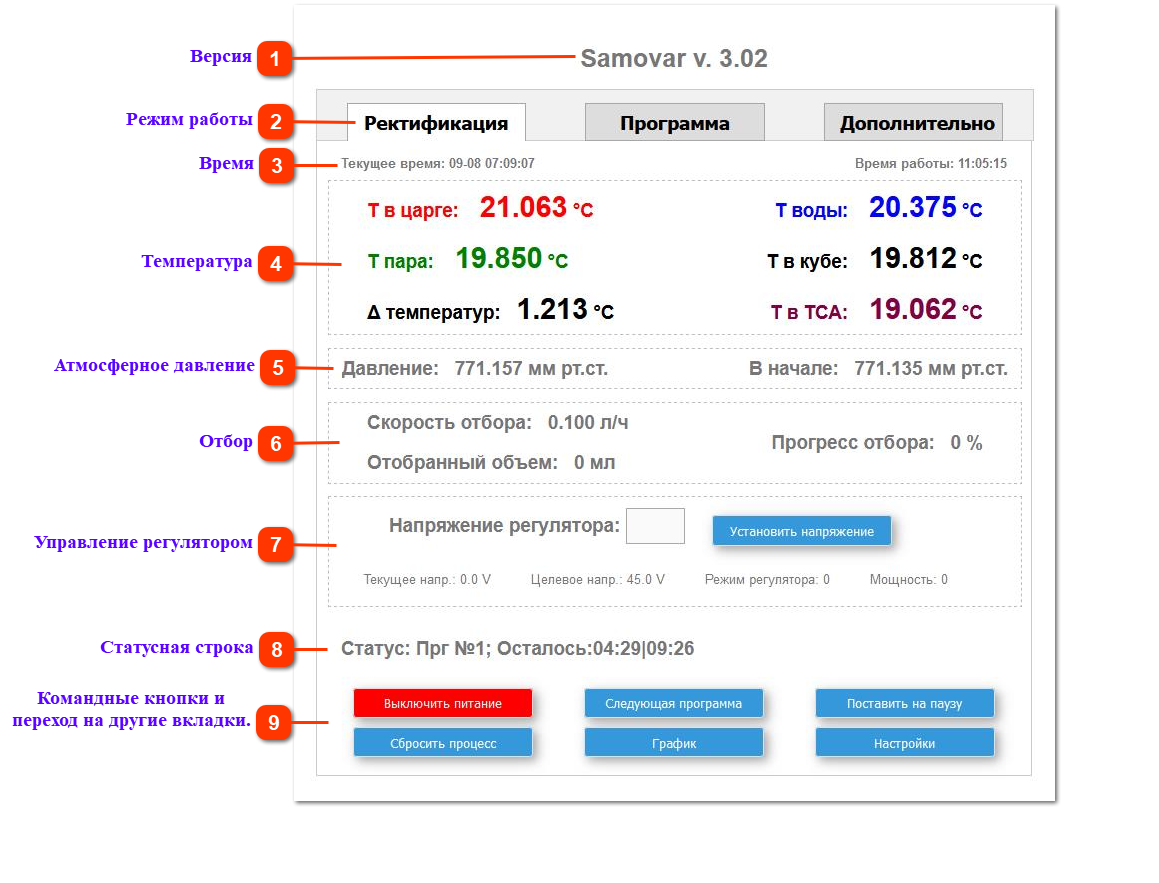 Версия 1 Samovar v. 3.02
Режим работы 2 Ректификация Программа Дополнительно
Время 3 Текущее время: 09-08 07:09:07 Время работы: 11:05:15
Т в царге: 21.063 °C Т воды: 20.375 °C
Температура 4 Т пара: 19.850 °C Т в кубе: 19.812 °C
Δ температур: 1.213 °C Т в ТСА: 19.062 °C
Атмосферное давление 5 Давление: 771.157 мм рт.ст. В начале: 771.135 мм рт.ст.
Скорость отбора: 0.100 л/ч
Отбор 6 Прогресс отбора: 0 %
Отобранный объем: 0 мл
Напряжение регулятора: Установить напряжение
Управление регулятором 7
Текущее напр.: 0.0 V Целевое напр.: 45.0 V Режим регулятора: 0 Мощность: 0
Статусная строка 8 Статус: Прг №1; Осталось:04:29|09:26
Командные кнопки и
переход на другие вкладки. 9
Выключить питание Следующая программа Поставить на паузу
Сбросить процесс График Настройки